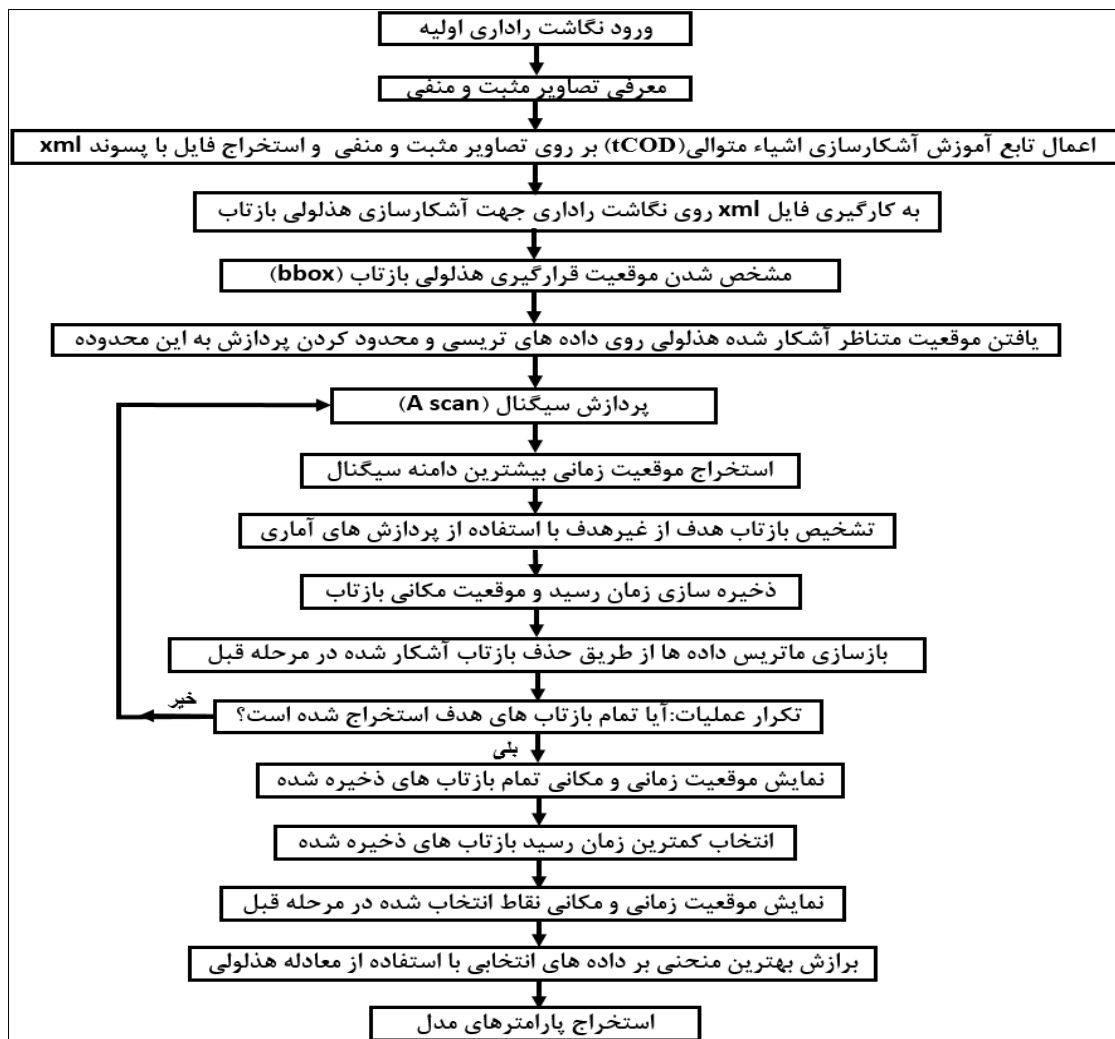 ورود نگاشت راداری اولیه
معرفی تصاویر مثبت و منفی
اعمال تابع آموزش آشکارسازی اشیاء متوالی(tCOD) بر روی تصاویر مثبت و منفی و استخراج فایل با پسوند xml
به کارگیری فایل xml روی نگاشت راداری جهت آشکارسازی هذلولی بازتاب
مشخص شدن موقعیت قرارگیری هذلولی بازتاب (bbox)
یافتن موقعیت متناظر آشکار شده هذلولی روی داده های تریسی و محدود کردن پردازش به این محدوده
پردازش سیگنال (A scan)
استخراج موقعیت زمانی بیشترین دامنه سیگنال
تشخیص بازتاب هدف از غیرهدف با استفاده از پردازش های آماری
ذخیره سازی زمان رسید و موقعیت مکانی بازتاب
بازسازی ماتریس داده ها از طریق حذف بازتاب آشکار شده در مرحله قبل
خیر
تکرار عملیات:آیا تمام بازتاب های هدف استخراج شده است؟
بلی
نمایش موقعیت زمانی و مکانی تمام بازتاب های ذخیره شده
انتخاب کمترین زمان رسید بازتاب های ذخیره شده
نمایش موقعیت زمانی و مکانی نقاط انتخاب شده در مرحله قبل
برازش بهترین منحنی بر داده های انتخابی با استفاده از معادله هذلولی
استخراج پارامترهای مدل